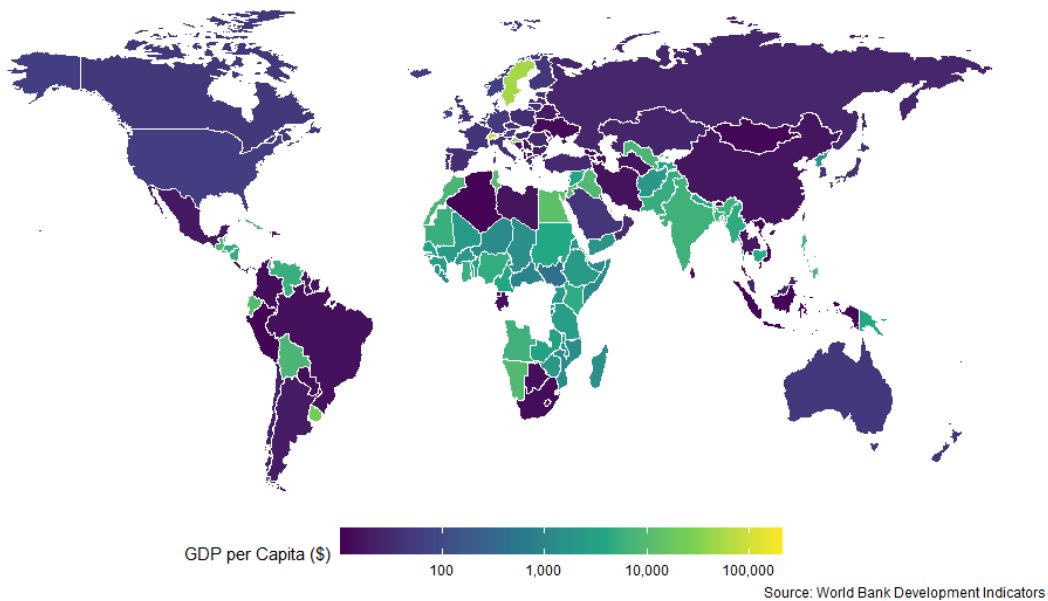 GDP per Capita ($)
100 1,000 10,000 100,000
Source: World Bank Development Indicators